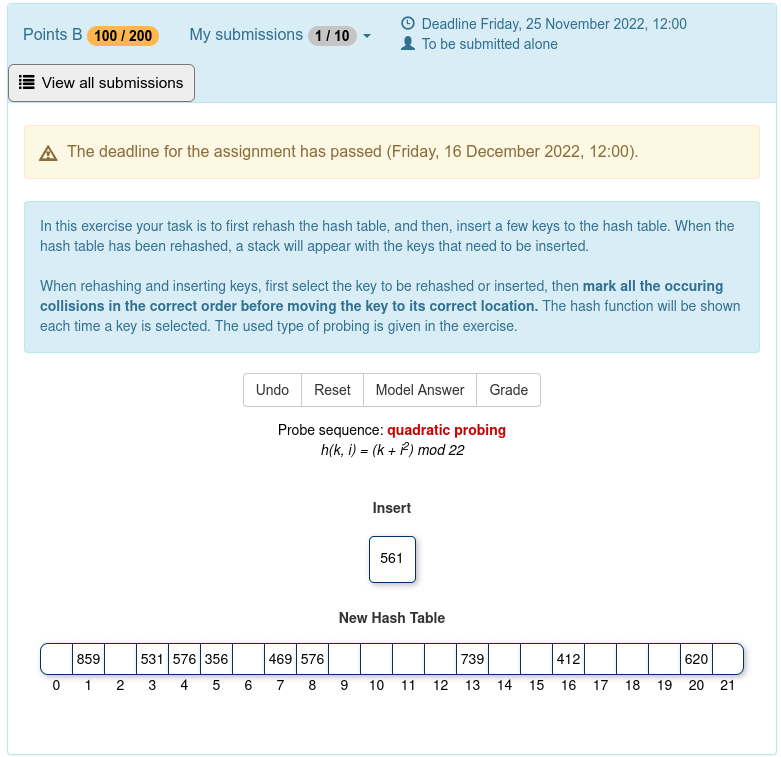 Points B 100 / 200 My submissions 1 / 10
Deadline Friday, 25 November 2022, 12:00
To be submitted alone
View all submissions
The deadline for the assignment has passed (Friday, 16 December 2022, 12:00).
In this exercise your task is to first rehash the hash table, and then, insert a few keys to the hash table. When the
hash table has been rehashed, a stack will appear with the keys that need to be inserted.
When rehashing and inserting keys, first select the key to be rehashed or inserted, then mark all the occuring
collisions in the correct order before moving the key to its correct location. The hash function will be shown
each time a key is selected. The used type of probing is given in the exercise.
Undo Reset Model Answer Grade
Probe sequence: quadratic probing
h(k, i) = (k + i²) mod 22
Insert
561
New Hash Table
859 531 576 356 469 576 739 412 620
0 1 2 3 4 5 6 7 8 9 10 11 12 13 14 15 16 17 18 19 20 21